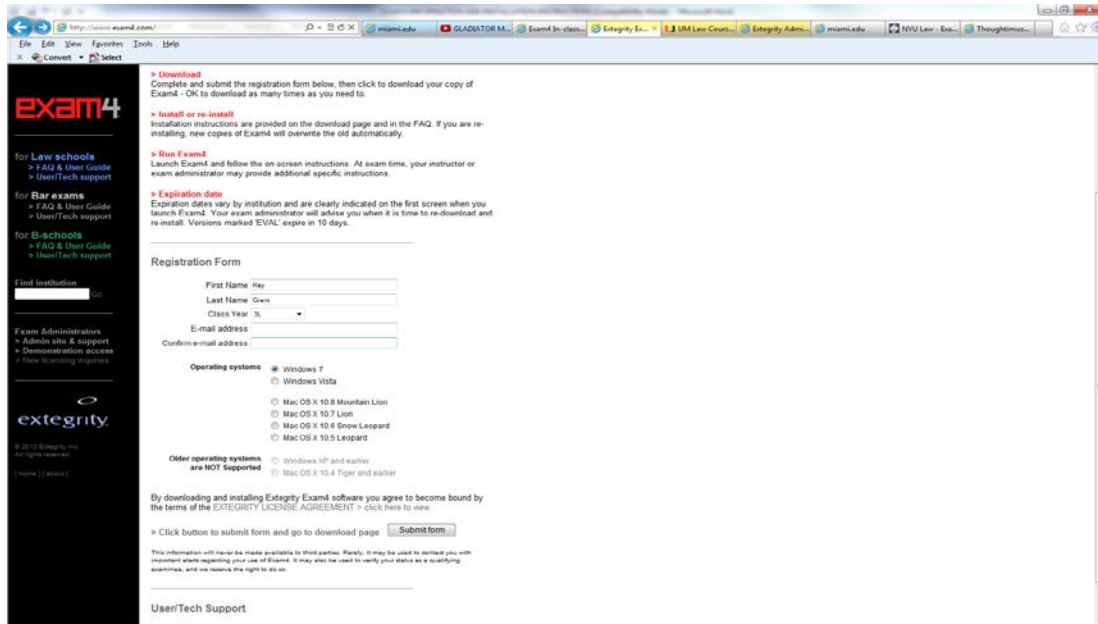 http://www.exam4.com/
miami.edu
GLADIATOR M...
Exam4 In-class...
Extegrity Ex...
UM Law Cours...
Extegrity Admi...
miami.edu
NYU Law - Exa...
Thoughtimus...
File Edit View Favorites Tools Help
Convert Select
exam4
for Law schools
> FAQ & User Guide
> User/Tech support
for Bar exams
> FAQ & User Guide
> User/Tech support
for B-schools
> FAQ & User Guide
> User/Tech support
Find institution
Go
Exam Administrators
> Admin site & support
> Demonstration access
> New licensing inquiries
extegrity
© 2012 Extegrity Inc.
All rights reserved.
[ home ] [ about ]
> Download
Complete and submit the registration form below, then click to download your copy of
Exam4 - OK to download as many times as you need to.
> Install or re-install
Installation instructions are provided on the download page and in the FAQ. If you are re-
installing, new copies of Exam4 will overwrite the old automatically.
> Run Exam4
Launch Exam4 and follow the on screen instructions. At exam time, your instructor or
exam administrator may provide additional specific instructions.
> Expiration date
Expiration dates vary by institution and are clearly indicated on the first screen when you
launch Exam4. Your exam administrator will advise you when it is time to re-download and
re-install. Versions marked 'EVAL' expire in 10 days.
Registration Form
First Name Kay
Last Name Grant
Class Year 3L
E-mail address
Confirm e-mail address
Operating systems Windows 7
Windows Vista
Mac OS X 10.8 Mountain Lion
Mac OS X 10.7 Lion
Mac OS X 10.6 Snow Leopard
Mac OS X 10.5 Leopard
Older operating systems Windows XP and earlier
are NOT Supported Mac OS X 10.4 Tiger and earlier
By downloading and installing Extegrity Exam4 software you agree to become bound by
the terms of the EXTEGRITY LICENSE AGREEMENT > click here to view.
> Click button to submit form and go to download page Submit form
This information will never be made available to third parties. Rarely, it may be used to contact you with
important alerts regarding your use of Exam4. It may also be used to verify your status as a qualifying
examinee, and we reserve the right to do so.
User/Tech Support